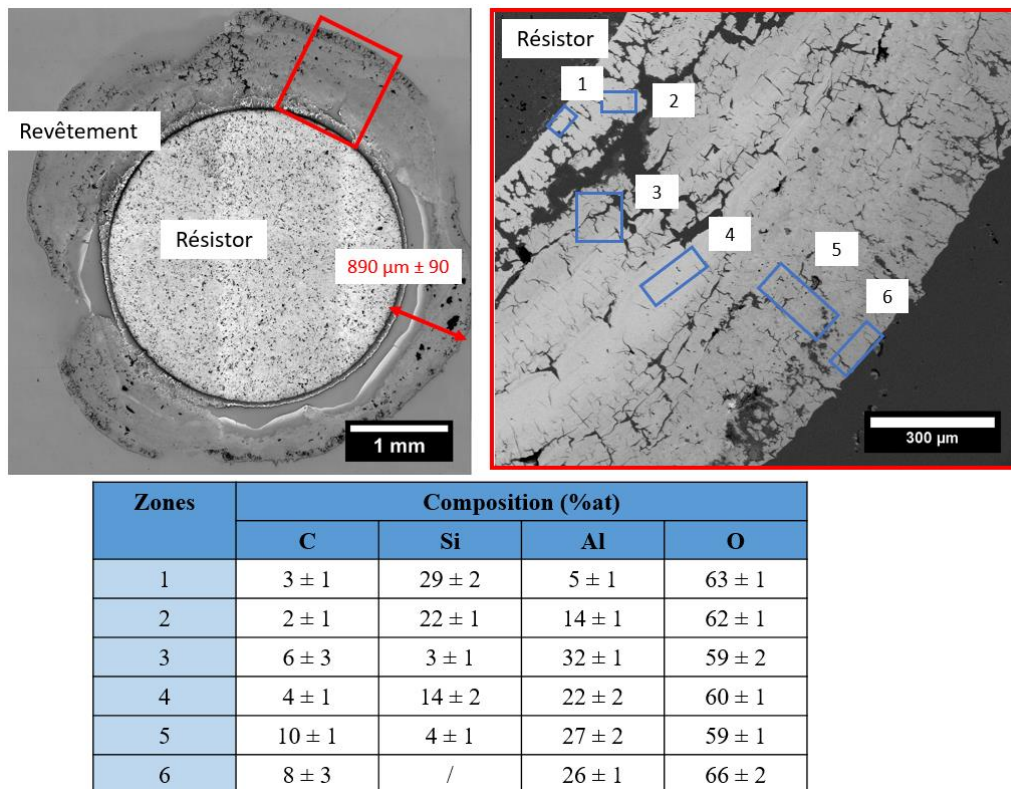 Revêtement
Résistor
890 µm ± 90
1 mm
Résistor
1
2
3
4
5
6
300 µm
Zones Composition (%at)
C Si Al O
1 3 ± 1 29 ± 2 5 ± 1 63 ± 1
2 2 ± 1 22 ± 1 14 ± 1 62 ± 1
3 6 ± 3 3 ± 1 32 ± 1 59 ± 2
4 4 ± 1 14 ± 2 22 ± 2 60 ± 1
5 10 ± 1 4 ± 1 27 ± 2 59 ± 1
6 8 ± 3 / 26 ± 1 66 ± 2